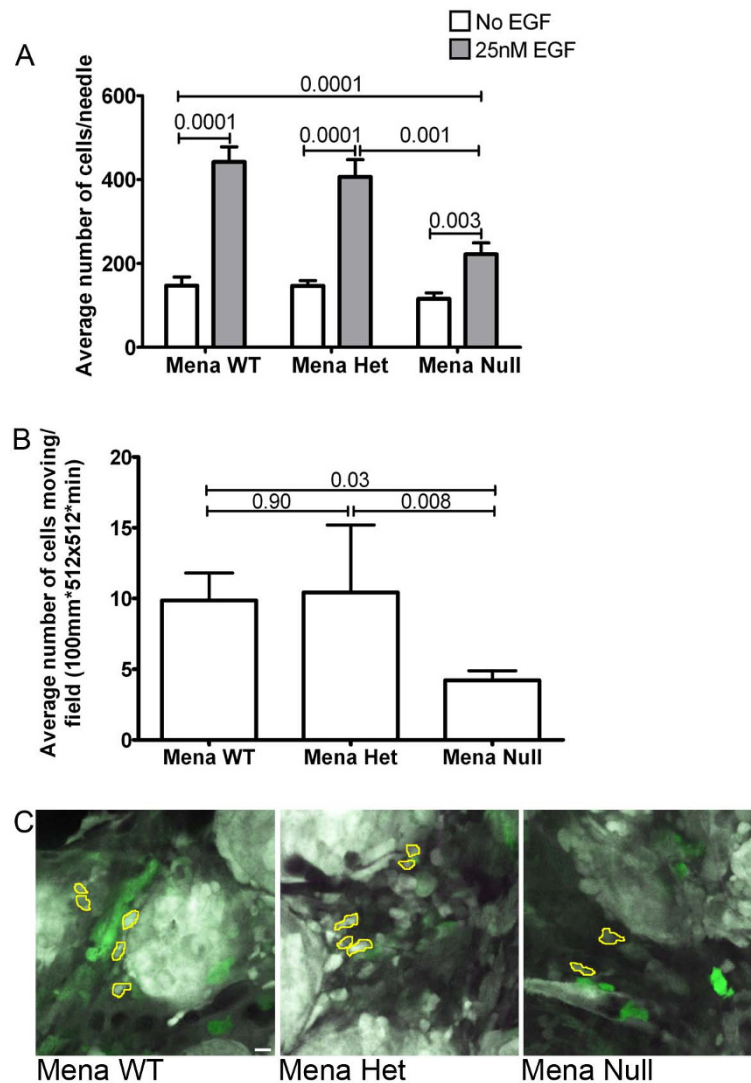 No EGF
25nM EGF
A
Average number of cells/needle
600
400
200
0
0.0001
0.0001
0.0001
0.001
0.003
Mena WT Mena Het Mena Null
B
Average number of cells moving/
field (100mm*512x512*min)
20
15
10
5
0
0.03
0.90
0.008
Mena WT Mena Het Mena Null
C
Mena WT Mena Het Mena Null